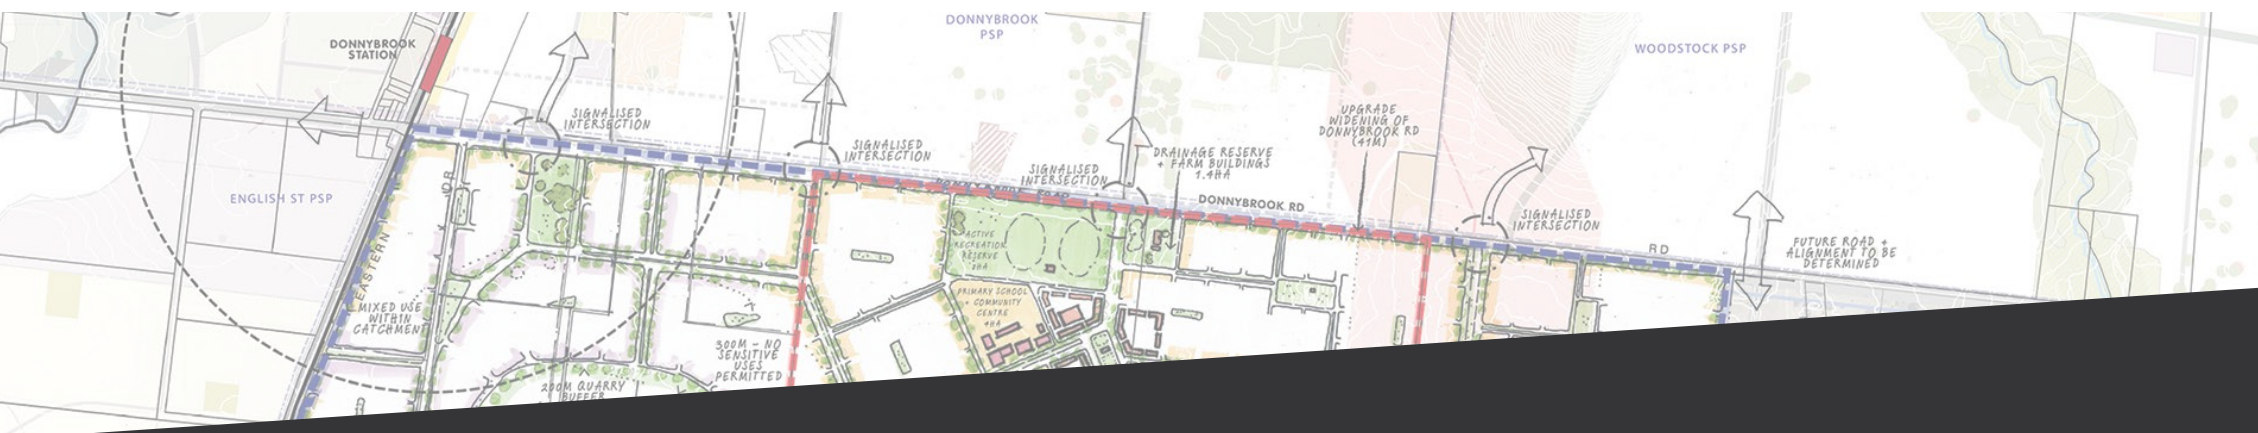 DONNYBROOK
PSP
DONNYBROOK
STATION
WOODSTOCK PSP
SIGNALISED
INTERSECTION
UPGRADE
WIDENING OF
DONNYBROOK RD
(41M)
SIGNALISED
INTERSECTION
SIGNALISED
INTERSECTION
DRAINAGE RESERVE
+ FARM BUILDINGS
1.4HA
ENGLISH ST PSP
DONNYBROOK RD
SIGNALISED
INTERSECTION
RD
FUTURE ROAD +
ALIGNMENT TO BE
DETERMINED
ACTIVE
RECREATION
RESERVE
8HA
EASTERN
MIXED USE
WITHIN
CATCHMENT
PRIMARY SCHOOL
+ COMMUNITY
CENTRE
4HA
300M - NO
SENSITIVE
USES
PERMITTED
200M QUARRY
BUFFER